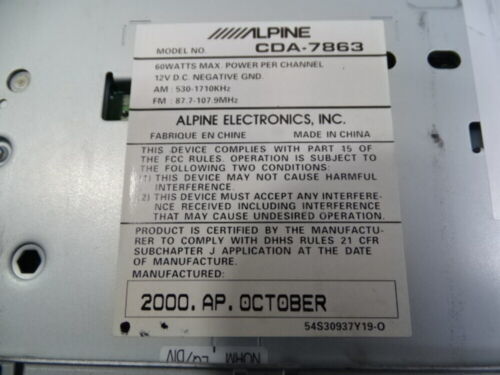 ALPINE
MODEL NO. CDA-7863
60WATTS MAX. POWER PER CHANNEL
12V D.C. NEGATIVE GND.
AM : 530-1710KHz
FM : 87.7-107.9MHz
ALPINE ELECTRONICS, INC.
FABRIQUE EN CHINE MADE IN CHINA
THIS DEVICE COMPLIES WITH PART 15 OF
THE FCC RULES. OPERATION IS SUBJECT TO
THE FOLLOWING TWO CONDITIONS:
(1) THIS DEVICE MAY NOT CAUSE HARMFUL
INTERFERENCE.
(2) THIS DEVICE MUST ACCEPT ANY INTERFERE-
NCE RECEIVED INCLUDING INTERFERENCE
THAT MAY CAUSE UNDESIRED OPERATION.
PRODUCT IS CERTIFIED BY THE MANUFACTU-
RER TO COMPLY WITH DHHS RULES 21 CFR
SUBCHAPTER J APPLICATION AT THE DATE
OF MANUFACTURE.
MANUFACTURED:
2000. AP. OCTOBER
54S30937Y19-O